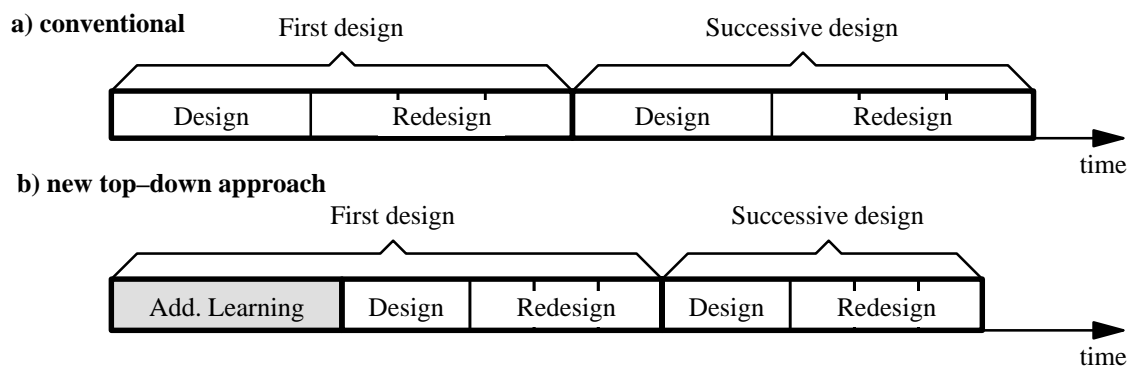 a) conventional
First design
Successive design
Design
Redesign
Design
Redesign
time
b) new top–down approach
First design
Successive design
Add. Learning
Design
Redesign
Design
Redesign
time